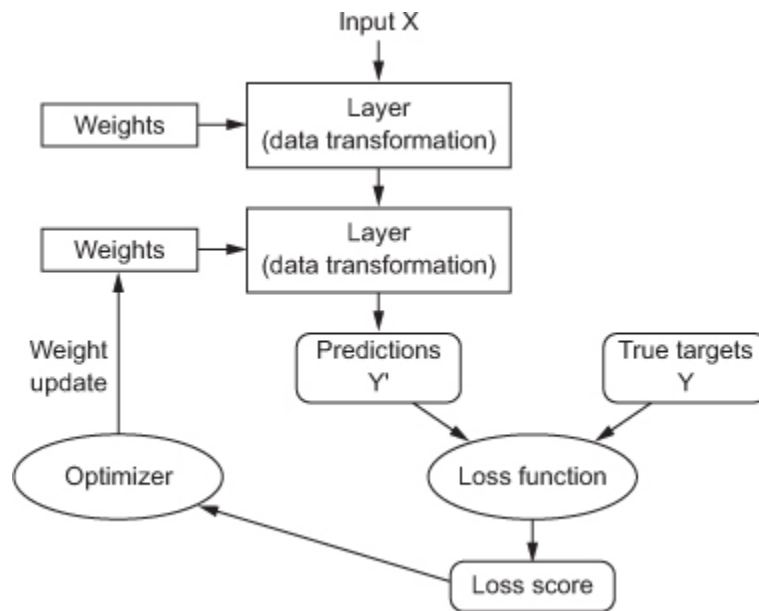 Input X
Layer
(data transformation)
Weights
Layer
(data transformation)
Weights
Weight
update
Predictions
Y'
True targets
Y
Optimizer
Loss function
Loss score